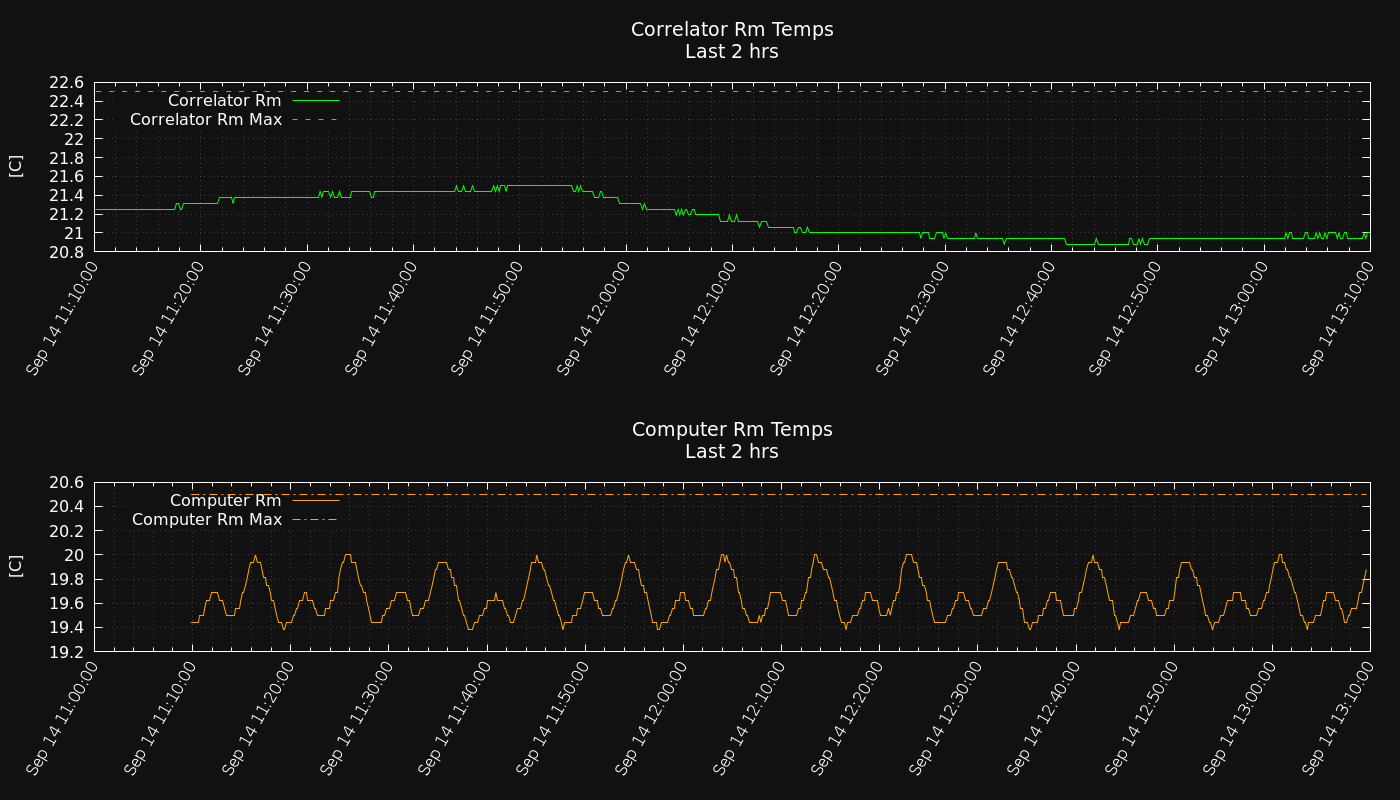 Correlator Rm Temps
Last 2 hrs
22.6
22.4
22.2
22
21.8
21.6
21.4
21.2
21
20.8
[C]
Correlator Rm
Correlator Rm Max
Sep 14 11:10:00
Sep 14 11:20:00
Sep 14 11:30:00
Sep 14 11:40:00
Sep 14 11:50:00
Sep 14 12:00:00
Sep 14 12:10:00
Sep 14 12:20:00
Sep 14 12:30:00
Sep 14 12:40:00
Sep 14 12:50:00
Sep 14 13:00:00
Sep 14 13:10:00
Computer Rm Temps
Last 2 hrs
20.6
20.4
20.2
20
19.8
19.6
19.4
19.2
[C]
Computer Rm
Computer Rm Max
Sep 14 11:00:00
Sep 14 11:10:00
Sep 14 11:20:00
Sep 14 11:30:00
Sep 14 11:40:00
Sep 14 11:50:00
Sep 14 12:00:00
Sep 14 12:10:00
Sep 14 12:20:00
Sep 14 12:30:00
Sep 14 12:40:00
Sep 14 12:50:00
Sep 14 13:00:00
Sep 14 13:10:00